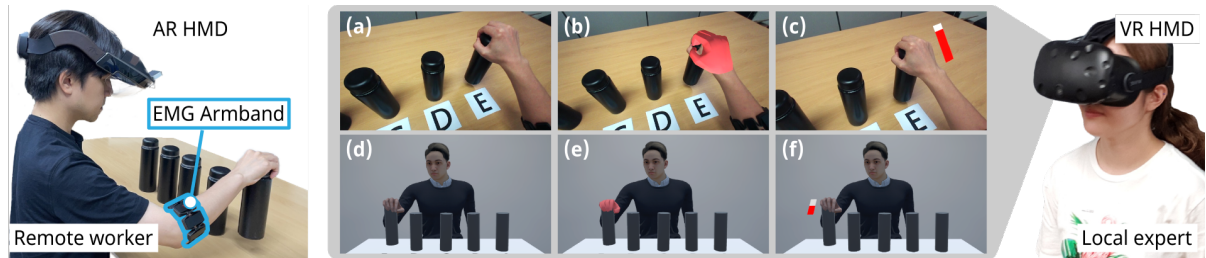 AR HMD
EMG Armband
Remote worker
(a)
D E
(b)
D E
(c)
E
(d)
(e)
(f)
VR HMD
Local expert